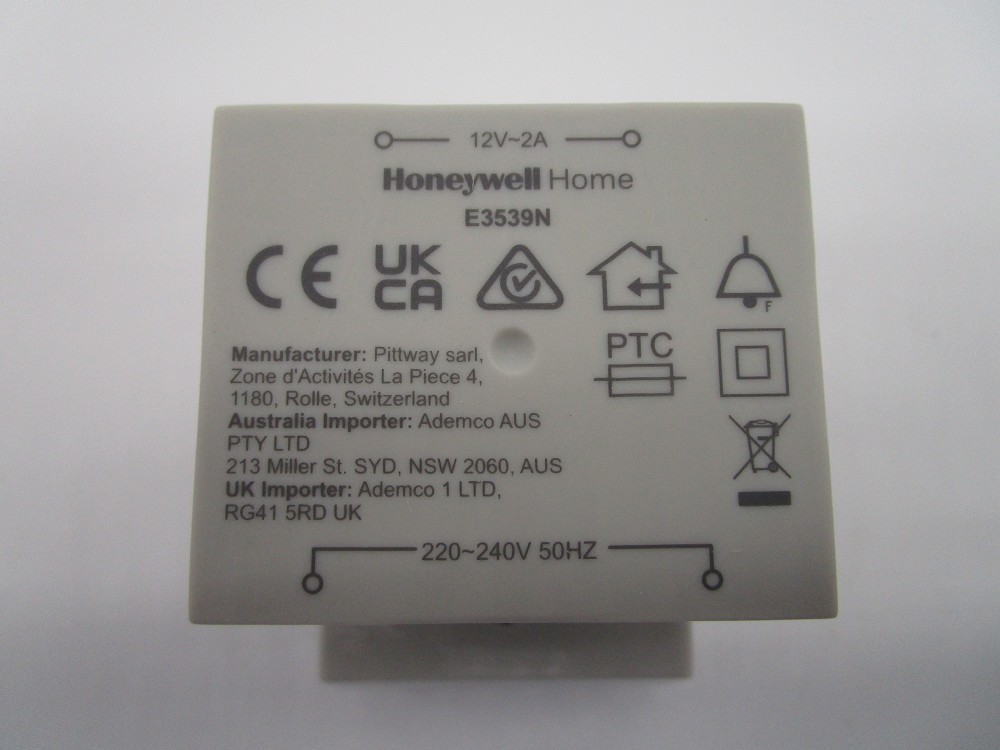 12V~2A
Honeywell Home
E3539N
CE UK CA
F
PTC
Manufacturer: Pittway sarl,
Zone d'Activités La Piece 4,
1180, Rolle, Switzerland
Australia Importer: Ademco AUS
PTY LTD
213 Miller St. SYD, NSW 2060, AUS
UK Importer: Ademco 1 LTD,
RG41 5RD UK
220~240V 50HZ